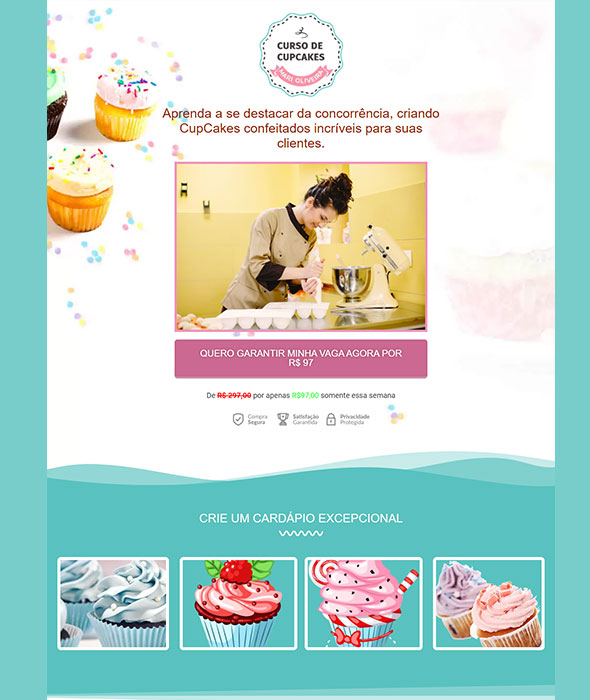 CURSO DE
CUPCAKES
MARI OLIVEIRA
Aprenda a se destacar da concorrência, criando
CupCakes confeitados incríveis para suas
clientes.
QUERO GARANTIR MINHA VAGA AGORA POR
R$ 97
De R$ 297,00 por apenas R$97,00 somente essa semana
Compra
Segura
Satisfação
Garantida
Privacidade
Protegida
CRIE UM CARDÁPIO EXCEPCIONAL